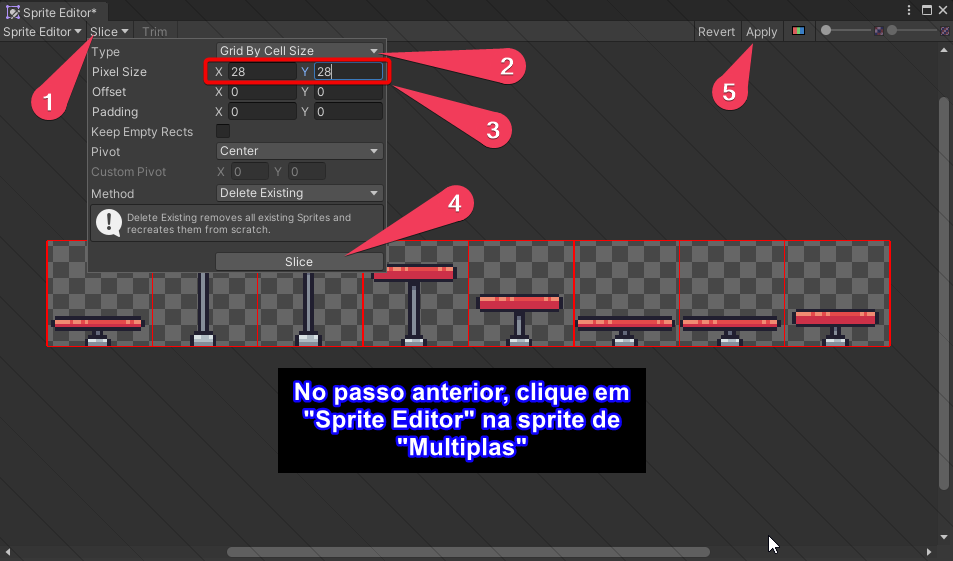 Sprite Editor*
Sprite Editor Slice Trim Revert Apply
Type Grid By Cell Size
Pixel Size X 28 Y 28
Offset X 0 Y 0
Padding X 0 Y 0
Keep Empty Rects
Pivot Center
Custom Pivot X 0 Y 0
Method Delete Existing
Delete Existing removes all existing Sprites and
recreates them from scratch.
Slice
1
2
3
4
5
No passo anterior, clique em
"Sprite Editor" na sprite de
"Multiplas"